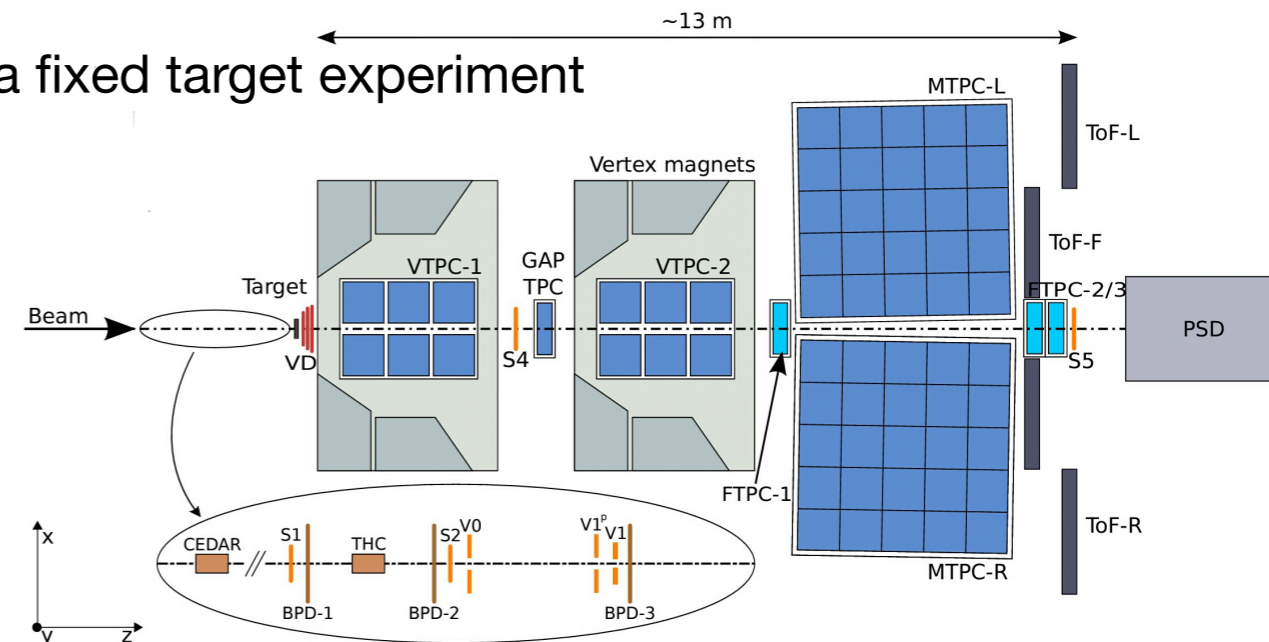 ~13 m
a fixed target experiment
MTPC-L
ToF-L
Vertex magnets
ToF-F
VTPC-1
GAP
TPC
VTPC-2
Target
FTPC-2/3
Beam
PSD
VD
S4
S5
FTPC-1
ToF-R
MTPC-R
x
y
z
CEDAR
S1
THC
S2
V0
V1p
V1
BPD-1
BPD-2
BPD-3